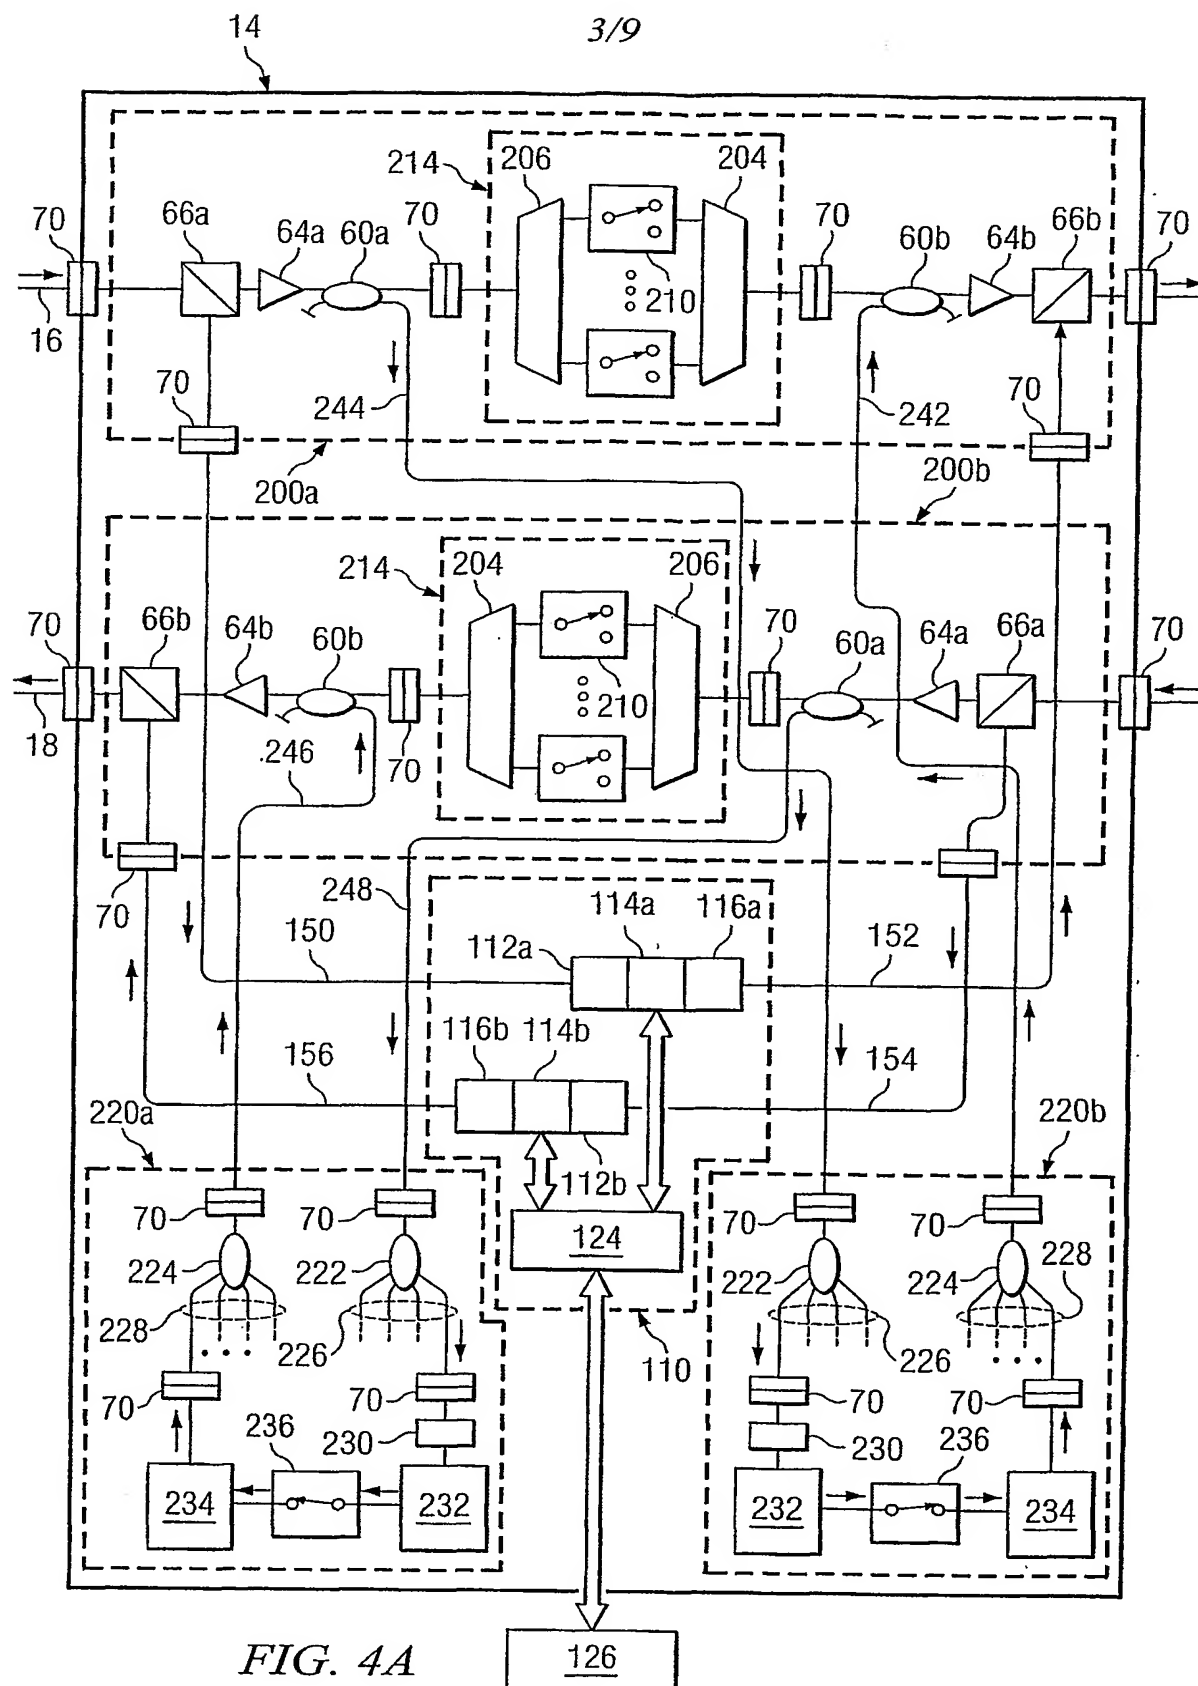 3/9
14
214 206 204
70 66a 64a 60a 70 70 60b 64b 66b 70
210
16
70 244 242 70
200a 200b
214 204 206
70 66b 64b 60b 70 60a 64a 66a 70
210
18 246 70
70 248 114a 116a
150 112a 152
116b 114b
156 154
220a 220b
112b
70 70 70 70
124
224 222 222 224 228
228 226 110 226
70 70 70 70
236 230 230 236
234 232 232 234
FIG. 4A 126